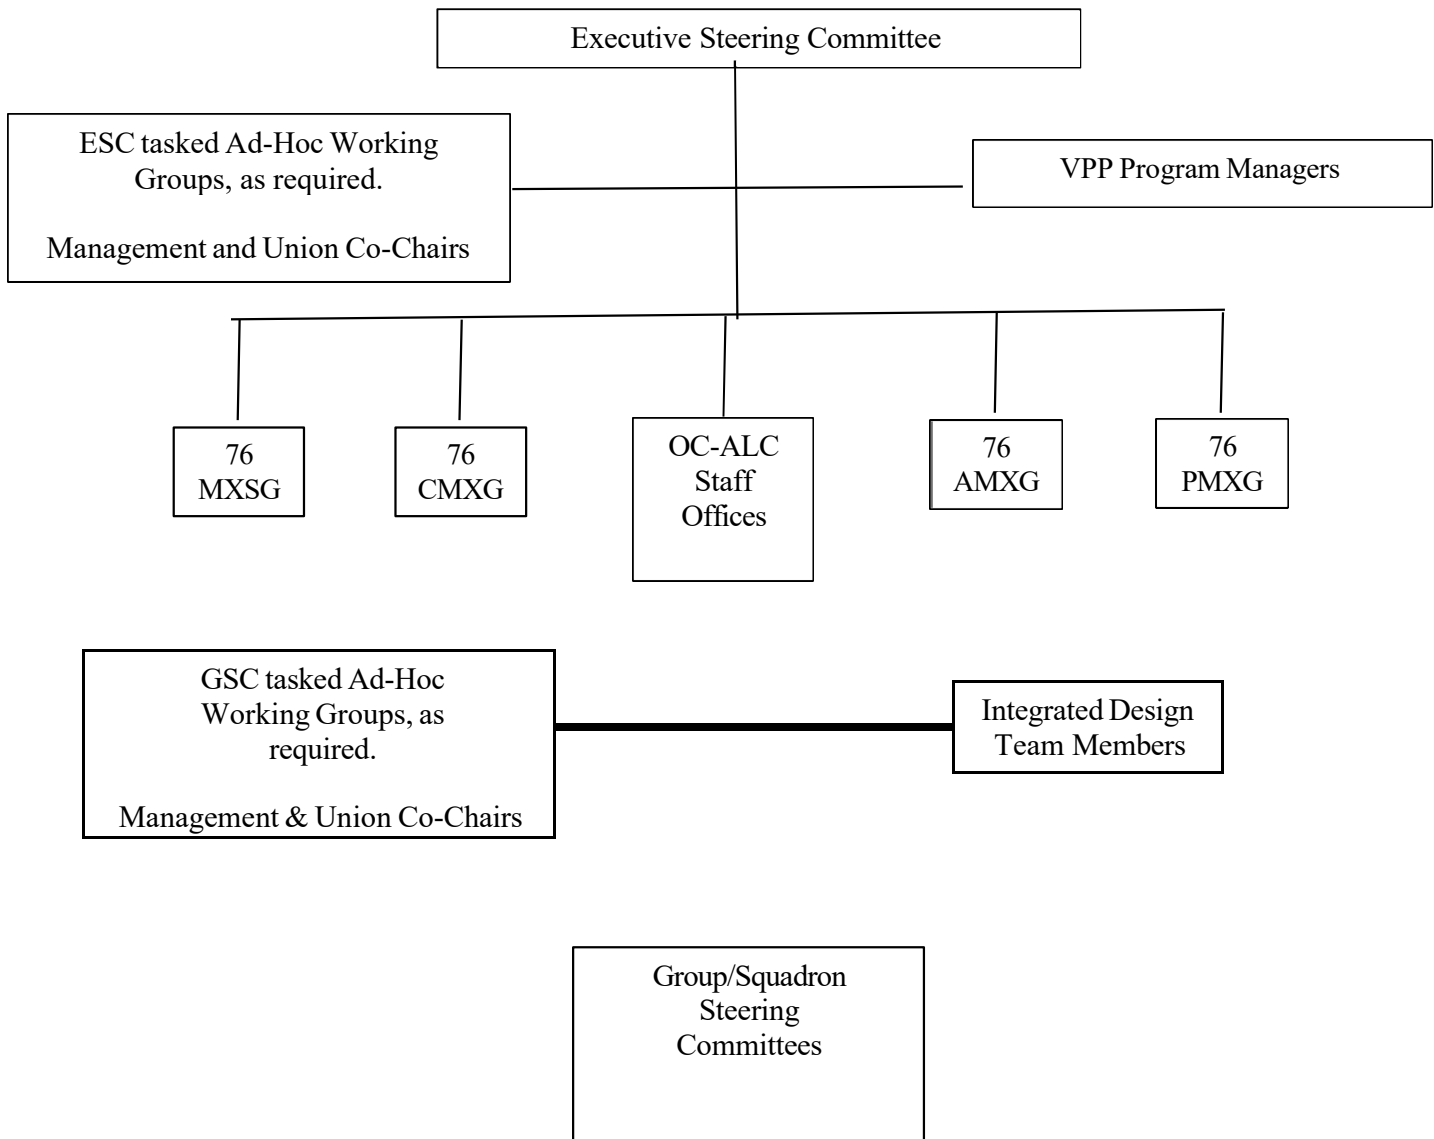 Executive Steering Committee
ESC tasked Ad-Hoc Working
Groups, as required.
Management and Union Co-Chairs
VPP Program Managers
76
MXSG
76
CMXG
OC-ALC
Staff
Offices
76
AMXG
76
PMXG
GSC tasked Ad-Hoc
Working Groups, as
required.
Management & Union Co-Chairs
Integrated Design
Team Members
Group/Squadron
Steering
Committees